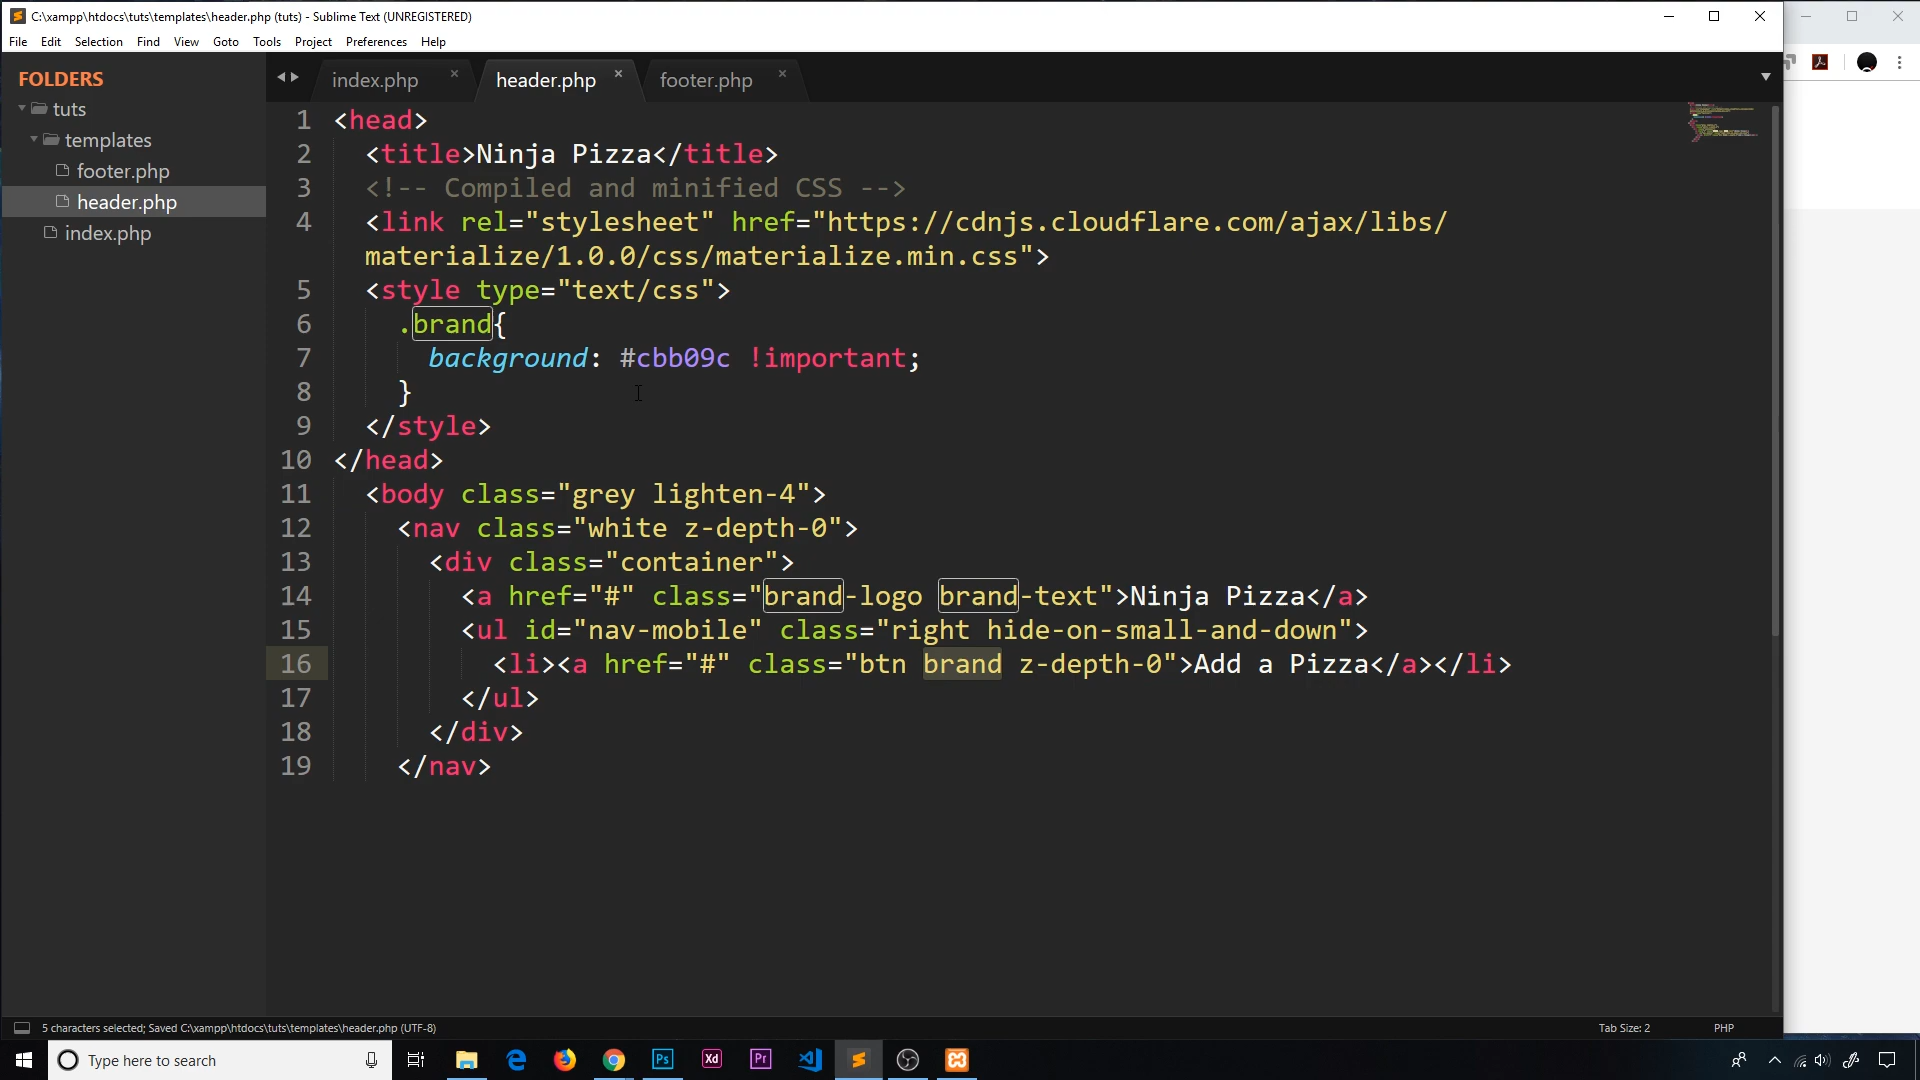 C:\xampp\htdocs\tuts\templates\header.php (tuts) - Sublime Text (UNREGISTERED)
File Edit Selection Find View Goto Tools Project Preferences Help
FOLDERS
tuts
templates
footer.php
header.php
index.php
index.php × header.php × footer.php ×
1 <head>
2 <title>Ninja Pizza</title>
3 <!-- Compiled and minified CSS -->
4 <link rel="stylesheet" href="https://cdnjs.cloudflare.com/ajax/libs/
materialize/1.0.0/css/materialize.min.css">
5 <style type="text/css">
6 .brand{
7 background: #cbb09c !important;
8 }
9 </style>
10 </head>
11 <body class="grey lighten-4">
12 <nav class="white z-depth-0">
13 <div class="container">
14 <a href="#" class="brand-logo brand-text">Ninja Pizza</a>
15 <ul id="nav-mobile" class="right hide-on-small-and-down">
16 <li><a href="#" class="btn brand z-depth-0">Add a Pizza</a></li>
17 </ul>
18 </div>
19 </nav>
5 characters selected; Saved C:\xampp\htdocs\tuts\templates\header.php (UTF-8)
Tab Size: 2
PHP
Type here to search
Ps
Xd
Pr